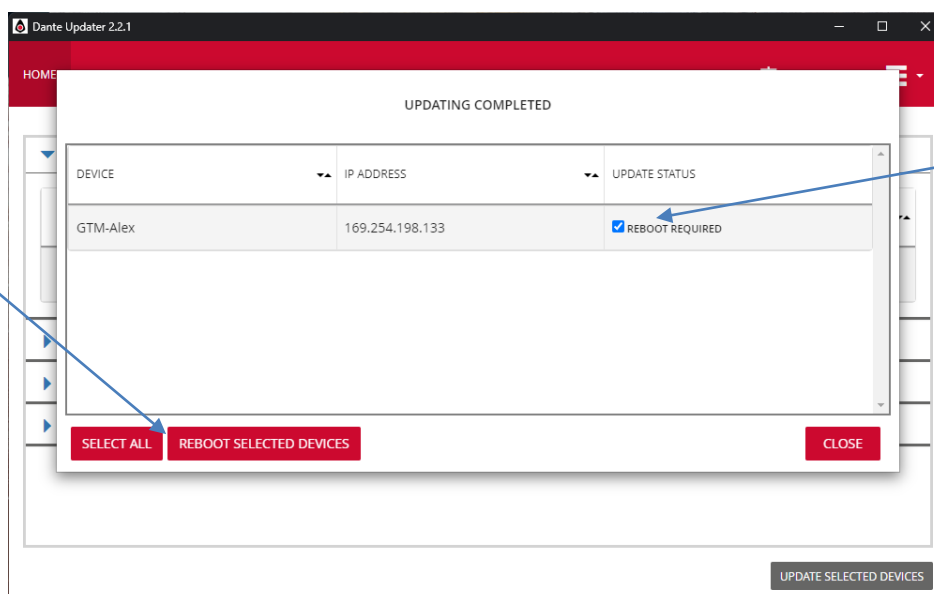 Dante Updater 2.2.1
HOME
UPDATING COMPLETED
DEVICE IP ADDRESS UPDATE STATUS
GTM-Alex 169.254.198.133 REBOOT REQUIRED
SELECT ALL REBOOT SELECTED DEVICES CLOSE
UPDATE SELECTED DEVICES